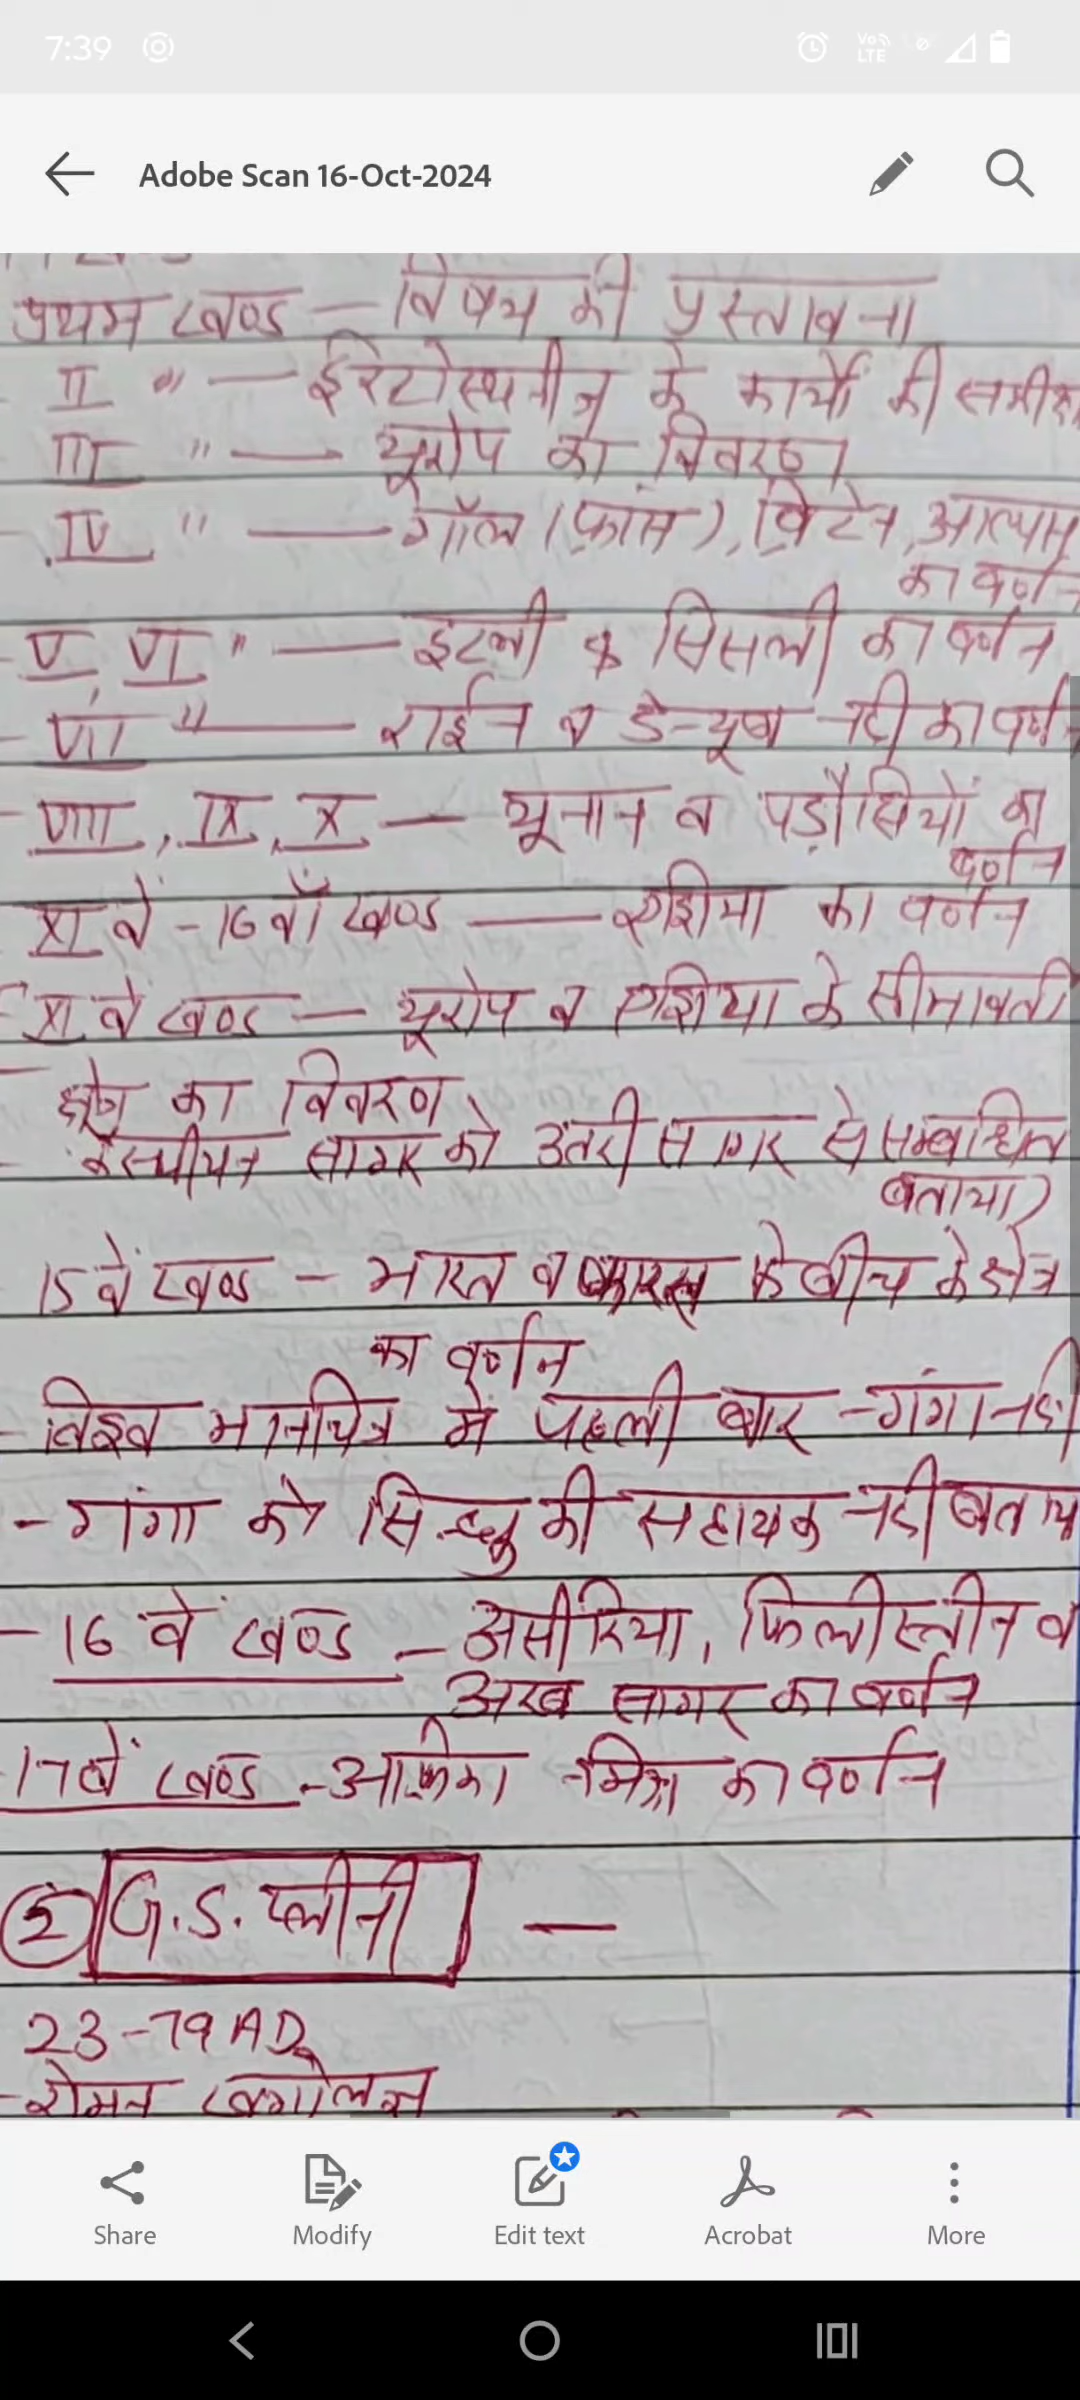 7:39
Vo LTE
Adobe Scan 16-Oct-2024
प्रथम खण्ड — विषय की प्रस्तावना
II " — ईरेटोस्थनीज के कार्यो की समीक्षा
III " — यूरोप का विवरण
IV " — गॉल (फ्रांस), ब्रिटेन, आल्पस
का वर्णन
V, VI " — इटली & सिसली का वर्णन
VII " — राईन व डेन्यूब नदी का वर्णन
VIII, IX, X — यूनान व पड़ौसियों का
वर्णन
XI वे - 16 वाँ खण्ड — एशिया का वर्णन
XI वे खण्ड — यूरोप व एशिया के सीमावर्ती
क्षेत्र का विवरण
केस्पीयन सागर को उतरी सागर से सम्बन्धित
बताया
15 वे खण्ड - भारत व फारस के बीच के क्षेत्र
का वर्णन
- विश्व मानचित्र मे पहली बार - गंगा नदी
- गंगा को सिन्धु की सहायक नदी बताया
- 16 वे खण्ड - असीरिया, फिलीस्तीन व
अरब सागर का वर्णन
17 वें खण्ड - आफ्रिका मिश्र का वर्णन
2 G.S. प्लीनी —
23-79 AD
- रोमन खगोलज्ञ
Share
Modify
Edit text
Acrobat
More